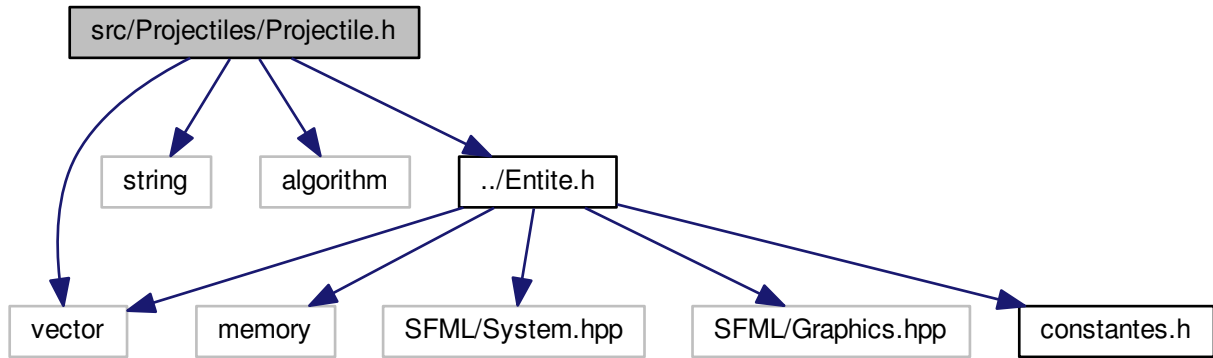 src/Projectiles/Projectile.h
string
algorithm
../Entite.h
vector
memory
SFML/System.hpp
SFML/Graphics.hpp
constantes.h